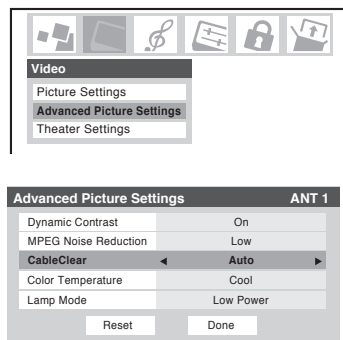 Video
Picture Settings
Advanced Picture Settings
Theater Settings
Advanced Picture Settings ANT 1
Dynamic Contrast On
MPEG Noise Reduction Low
CableClear Auto
Color Temperature Cool
Lamp Mode Low Power
Reset Done